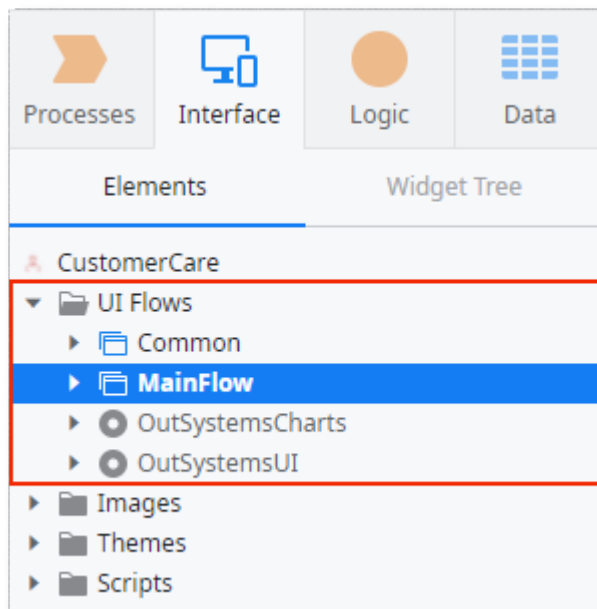 Processes Interface Logic Data
Elements Widget Tree
CustomerCare
UI Flows
Common
MainFlow
OutSystemsCharts
OutSystemsUI
Images
Themes
Scripts